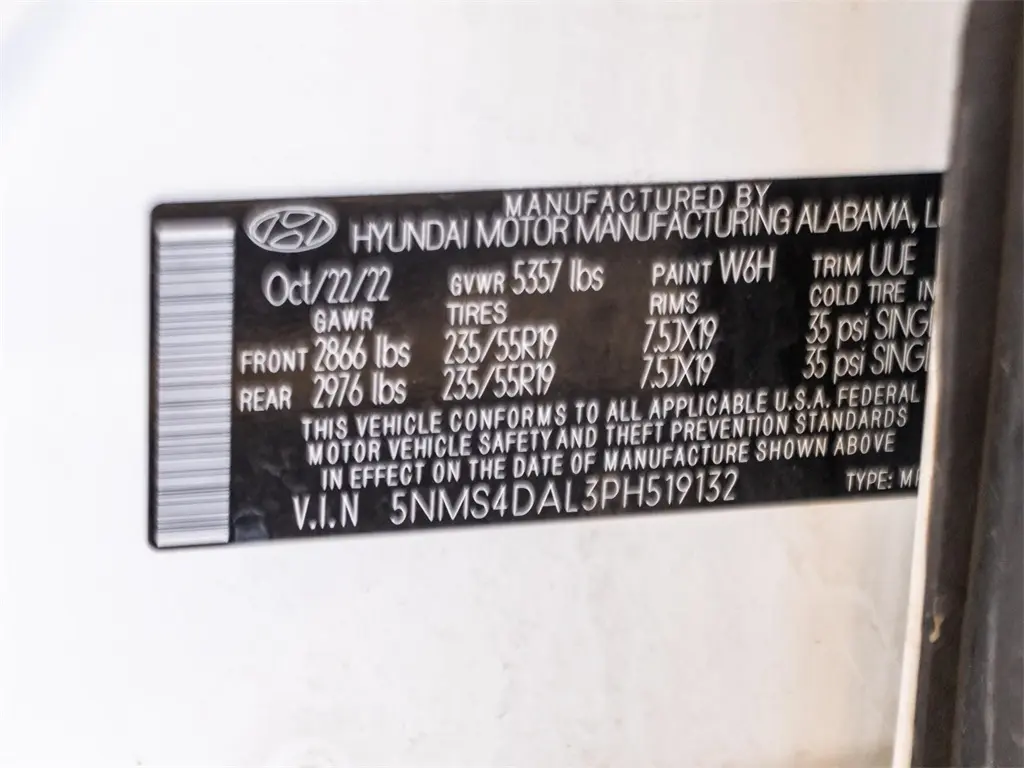 MANUFACTURED BY
HYUNDAI MOTOR MANUFACTURING ALABAMA,
Oct/22/22 GVWR 5357 lbs PAINT W6H TRIM UUE
GAWR TIRES RIMS COLD TIRE
FRONT 2866 lbs 235/55R19 7.5JX19 35 psi
REAR 2976 lbs 235/55R19 7.5JX19 35 psi
THIS VEHICLE CONFORMS TO ALL APPLICABLE U.S.A. FEDERAL
MOTOR VEHICLE SAFETY AND THEFT PREVENTION STANDARDS
IN EFFECT ON THE DATE OF MANUFACTURE SHOWN ABOVE
V.I.N 5NMS4DAL3PH519132 TYPE: